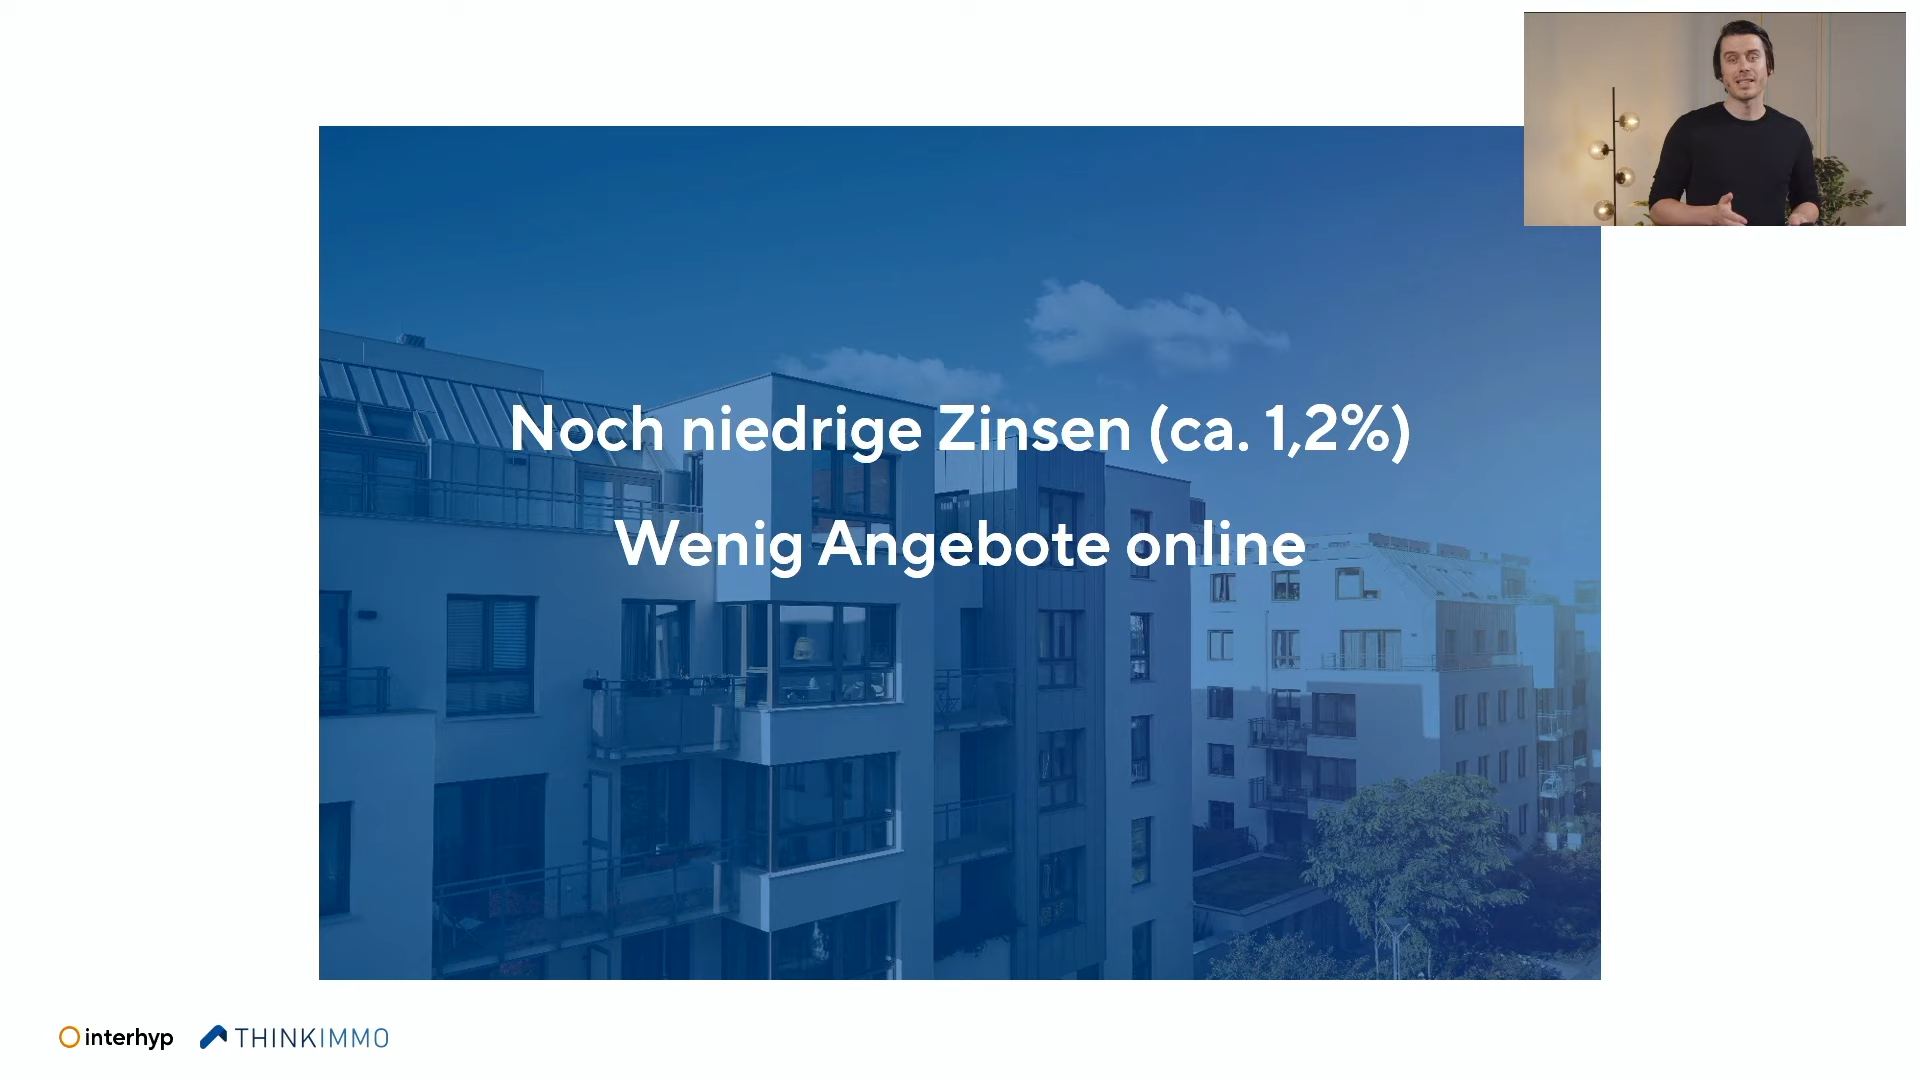 Noch niedrige Zinsen (ca. 1,2%)
Wenig Angebote online
interhyp THINKIMMO